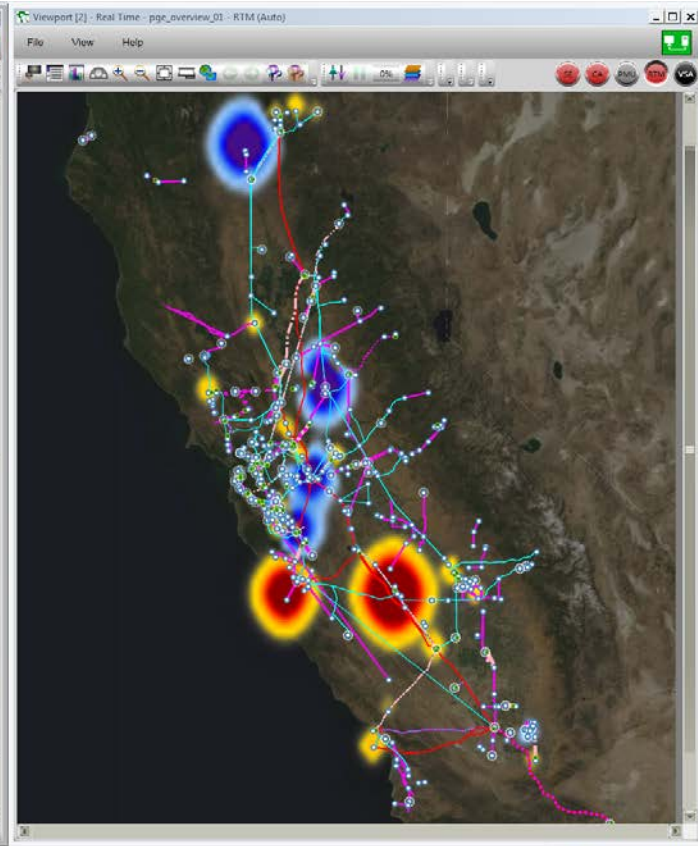 Viewport [2] - Real Time - pge_overview_01 - RTM (Auto)
File View Help
0%
SE CA PMU RTM VSA